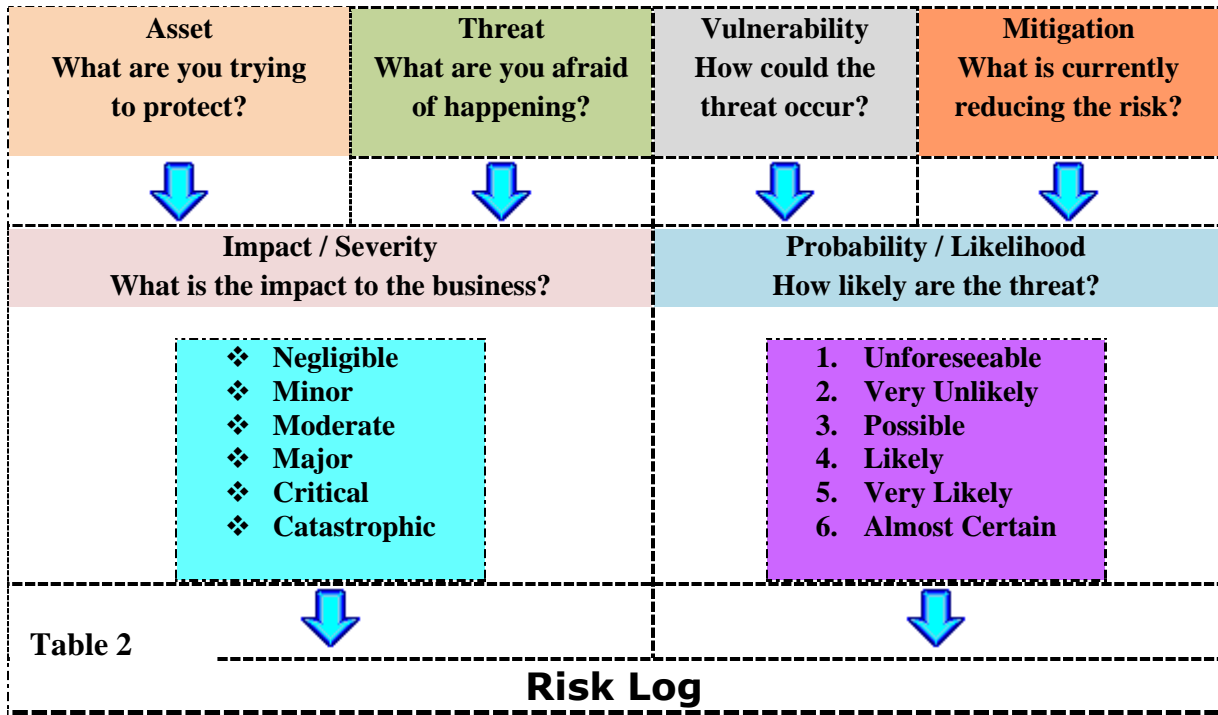 Asset
What are you trying
to protect?
Threat
What are you afraid
of happening?
Vulnerability
How could the
threat occur?
Mitigation
What is currently
reducing the risk?
Impact / Severity
What is the impact to the business?
Probability / Likelihood
How likely are the threat?
❖ Negligible
❖ Minor
❖ Moderate
❖ Major
❖ Critical
❖ Catastrophic
1. Unforeseeable
2. Very Unlikely
3. Possible
4. Likely
5. Very Likely
6. Almost Certain
Table 2
Risk Log